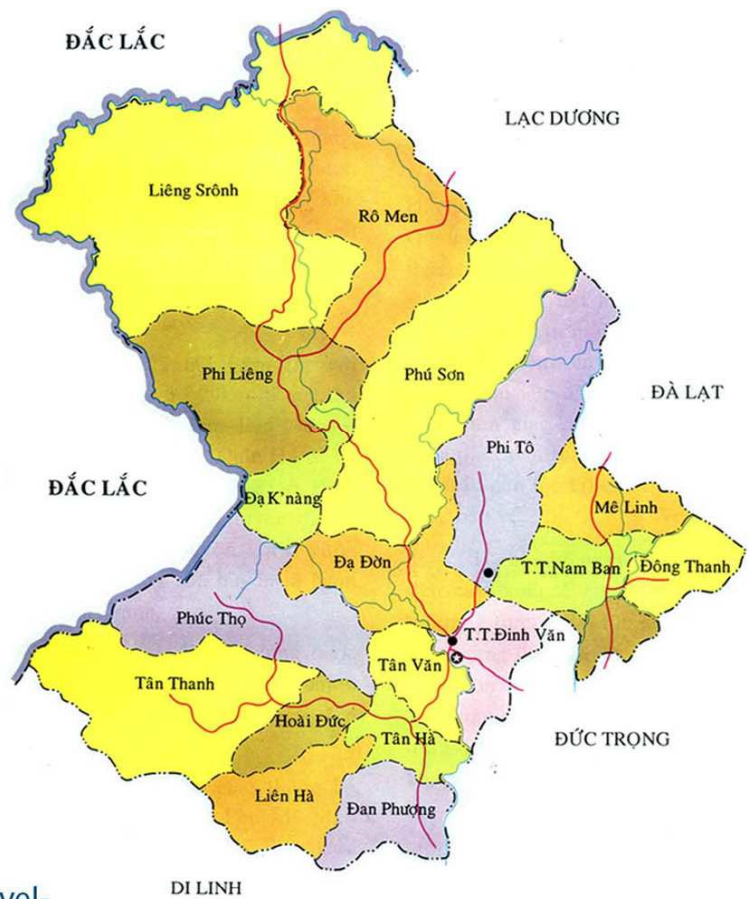 ĐẮC LẮC
LẠC DƯƠNG
Liêng Srônh
Rô Men
Phi Liêng
Phú Sơn
ĐÀ LẠT
Phi Tô
ĐẮC LẮC
Đạ K'nàng
Mê Linh
Đạ Đờn
T.T.Nam Ban
Đông Thanh
Phúc Thọ
T.T.Đinh Văn
Tân Văn
Tân Thanh
Hoài Đức
Tân Hà
ĐỨC TRỌNG
Liên Hà
Đan Phượng
DI LINH
vel-